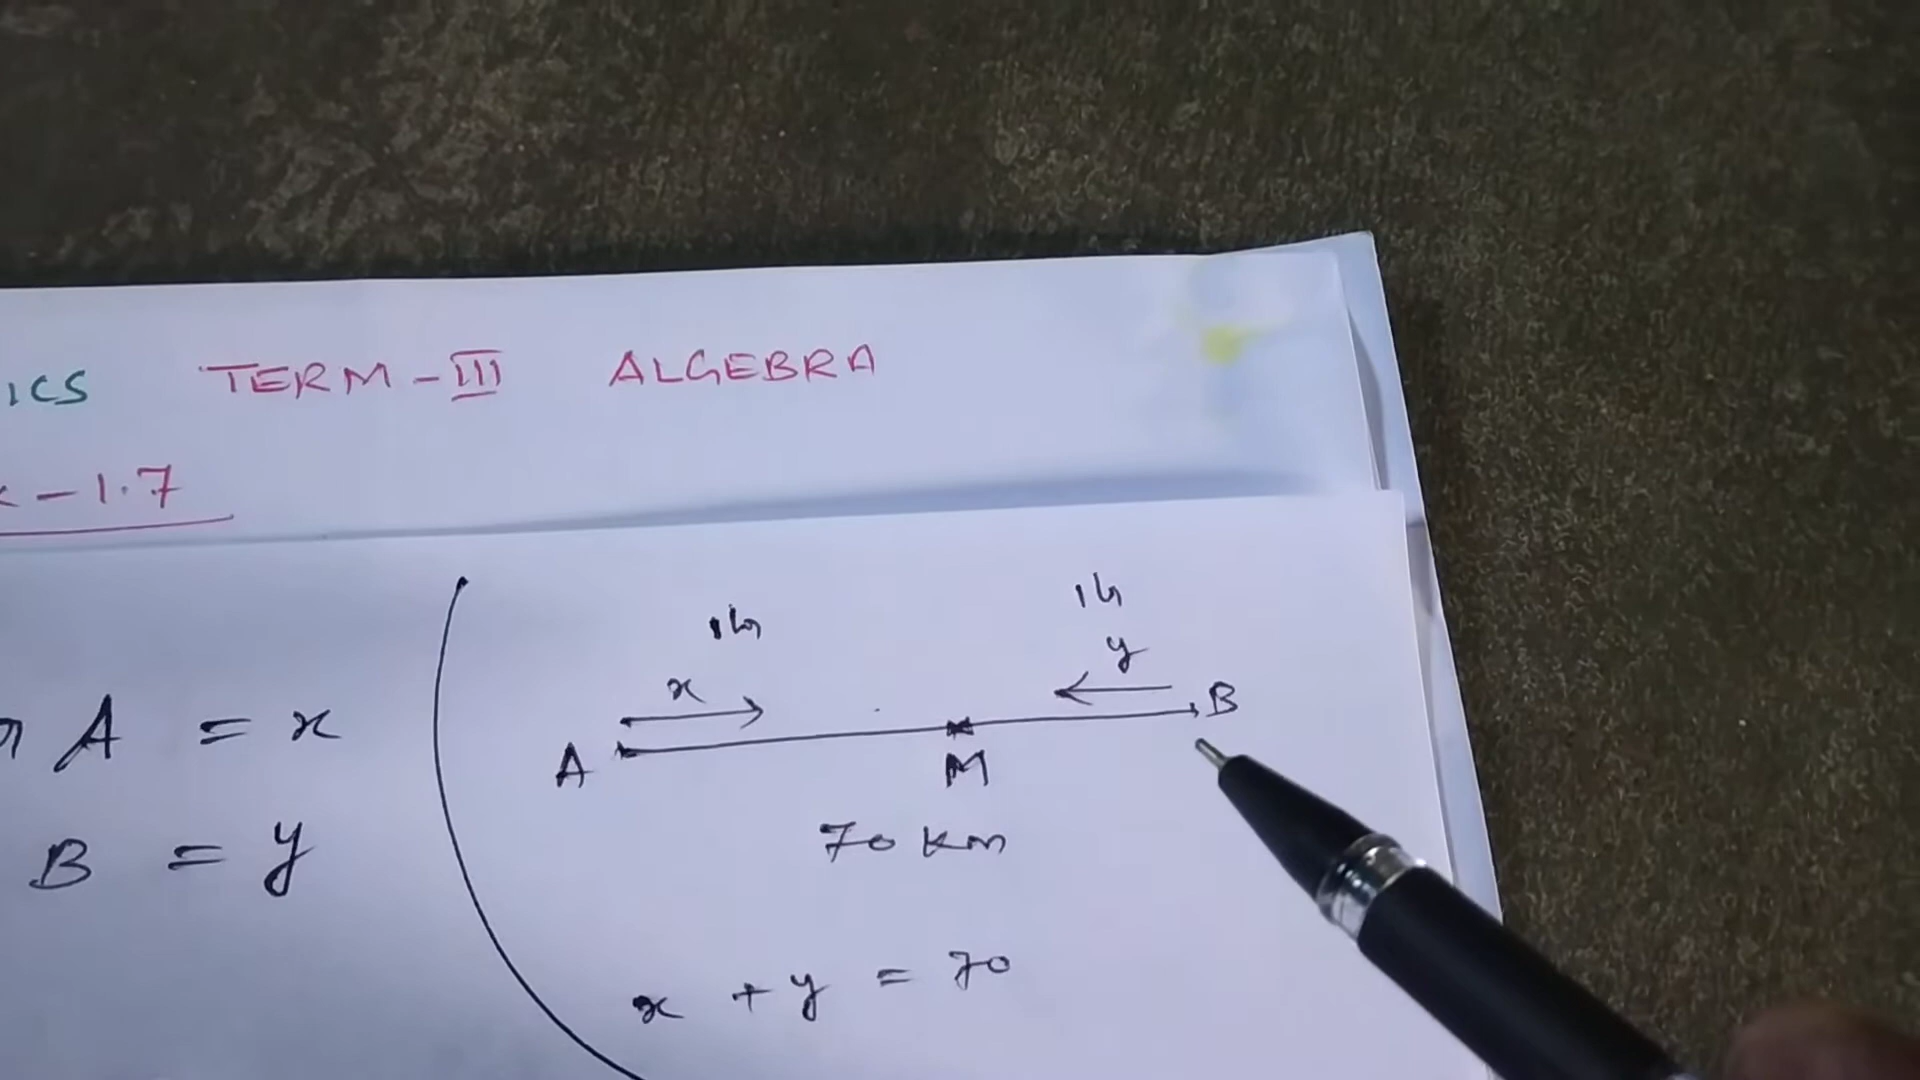 ICS TERM - III ALGEBRA
- 1.7
1h 1h
x y
A = x
A M B
70 km
B = y
x + y = 70